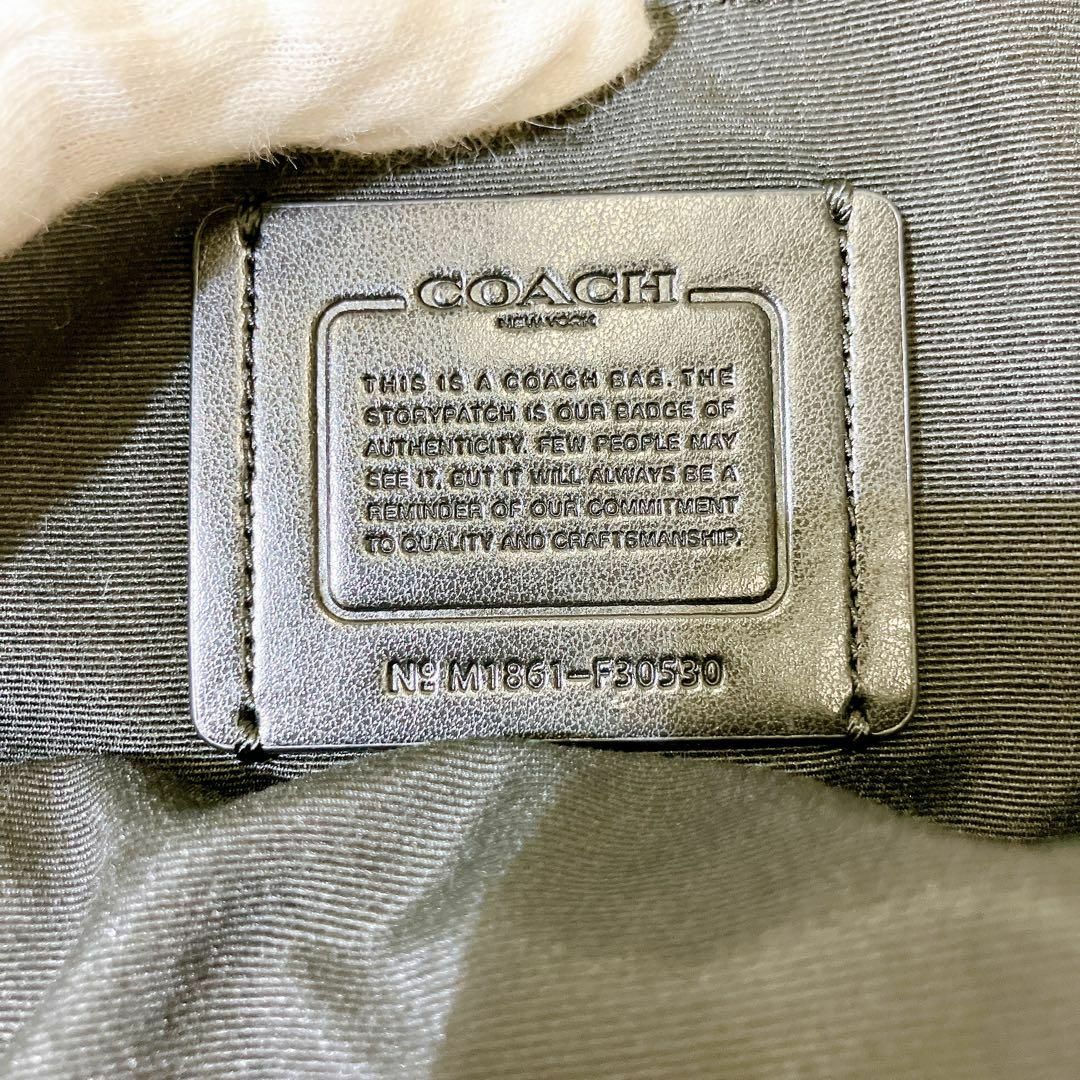 COACH
NEW YORK
THIS IS A COACH BAG. THE
STORYPATCH IS OUR BADGE OF
AUTHENTICITY. FEW PEOPLE MAY
SEE IT, BUT IT WILL ALWAYS BE A
REMINDER OF OUR COMMITMENT
TO QUALITY AND CRAFTSMANSHIP.
Nº M1861–F30530